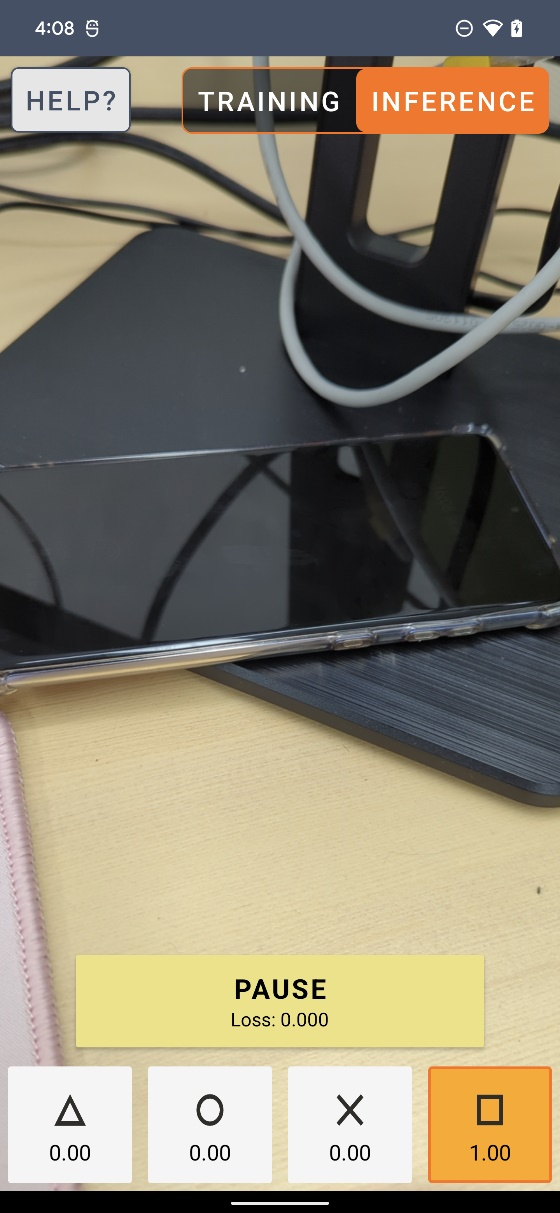 4:08
HELP?
TRAINING
INFERENCE
PAUSE
Loss: 0.000
0.00
0.00
0.00
1.00